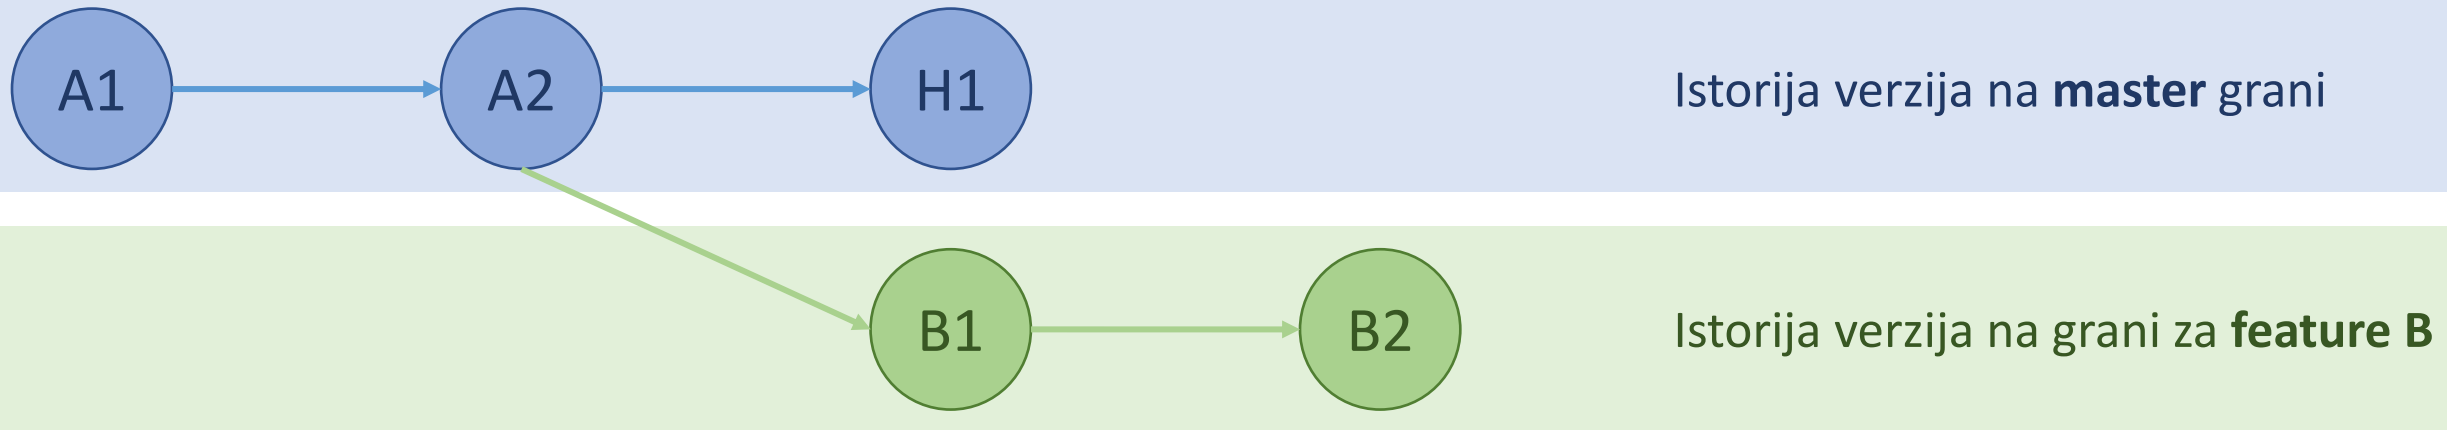 A1 A2 H1 Istorija verzija na master grani
B1 B2 Istorija verzija na grani za feature B